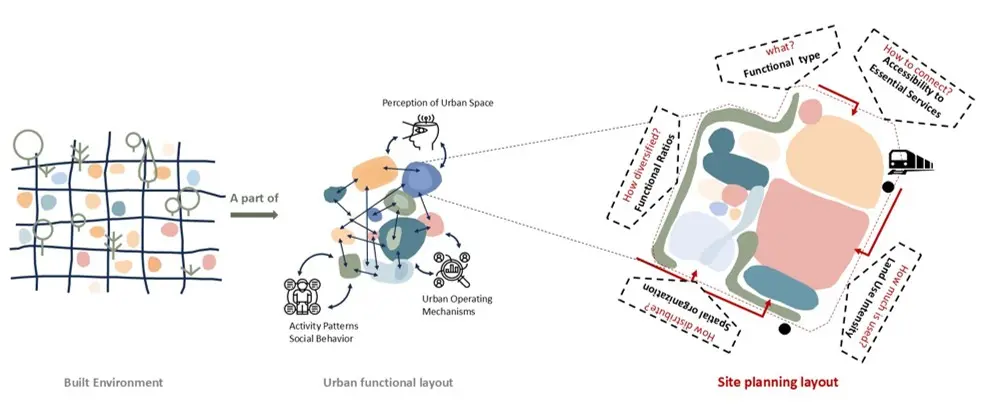 Perception of Urban Space
A part of
Activity Patterns
Social Behavior
Urban Operating
Mechanisms
what?
Functional type
How to connect?
Accessibility to
Essential Services
How diversified?
Functional Ratios
How distribute?
Spatial organization
How much is used?
Land Use Intensity
Built Environment
Urban functional layout
Site planning layout